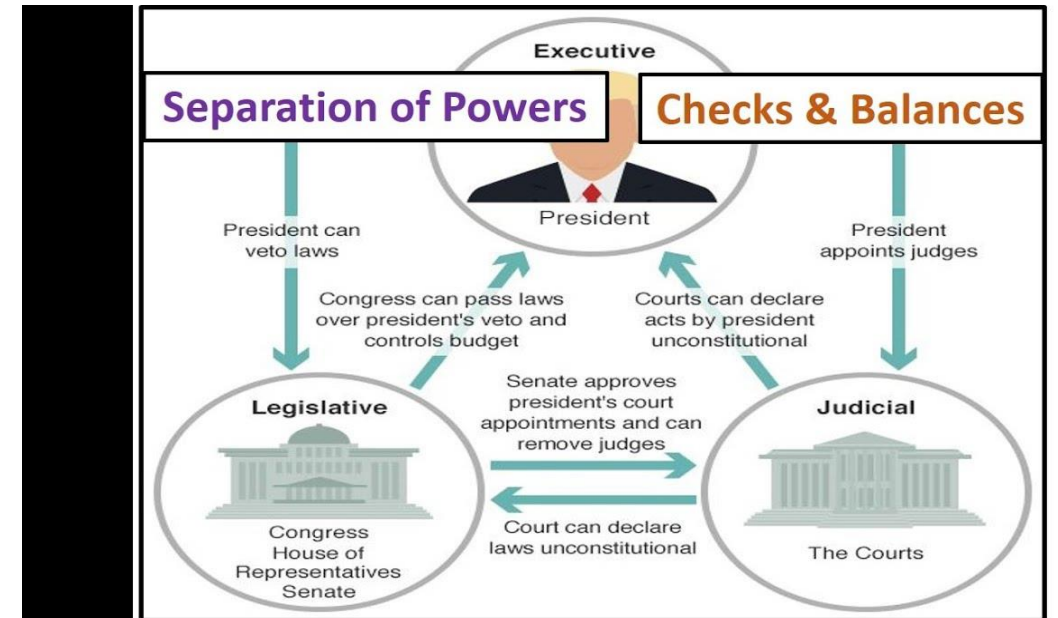 Executive
Separation of Powers
Checks & Balances
President
President can
veto laws
President
appoints judges
Congress can pass laws
over president's veto and
controls budget
Courts can declare
acts by president
unconstitutional
Legislative
Senate approves
president's court
appointments and can
remove judges
Judicial
Congress
House of
Representatives
Senate
Court can declare
laws unconstitutional
The Courts